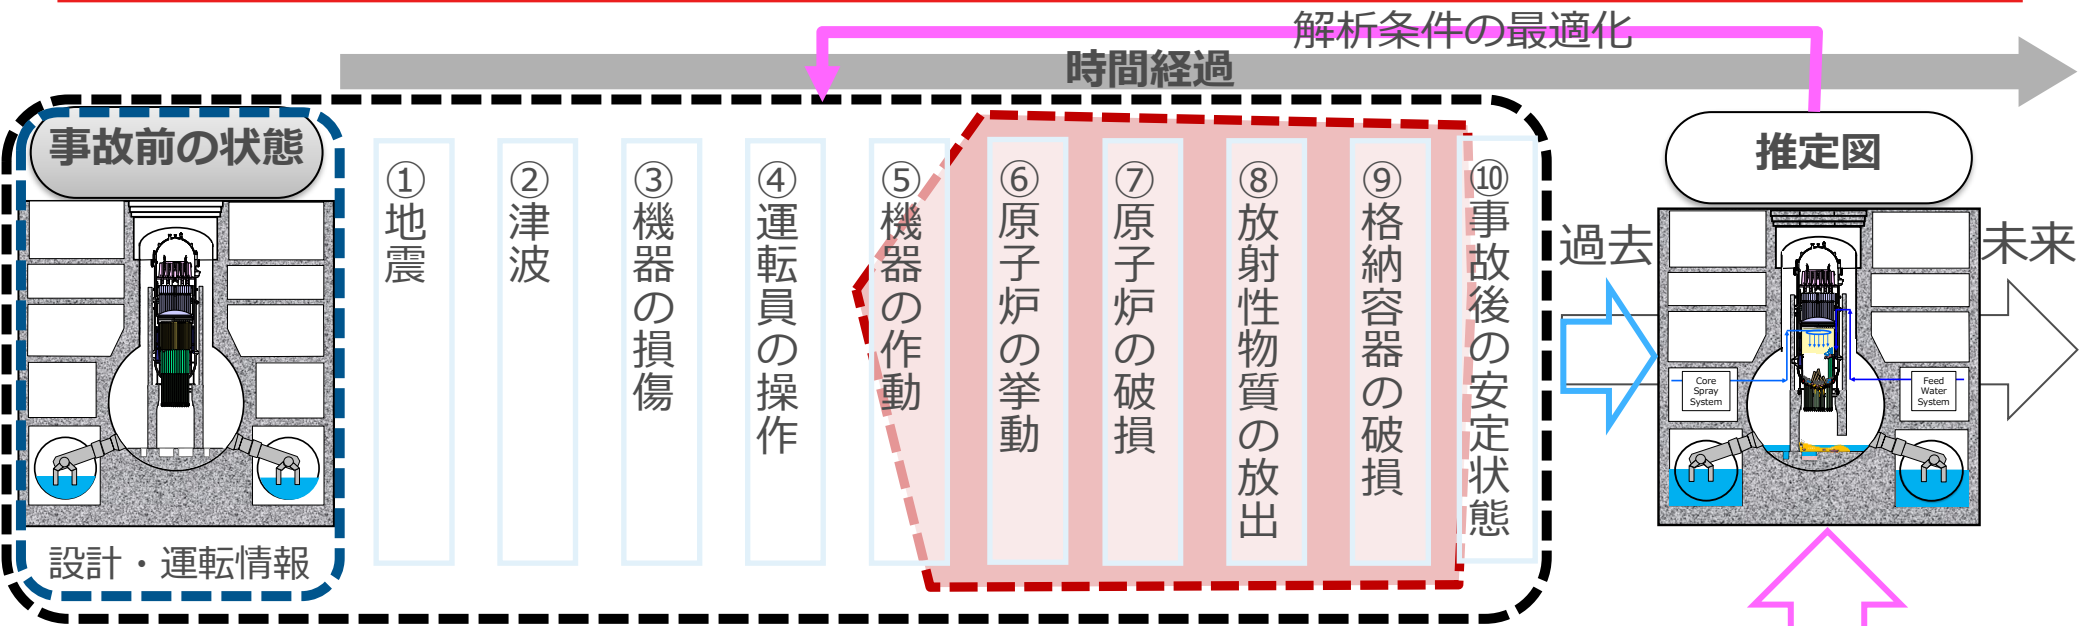 解析条件の最適化
時間経過
事故前の状態
①地震
②津波
③機器の損傷
④運転員の操作
⑤機器の作動
⑥原子炉の挙動
⑦原子炉の破損
⑧放射性物質の放出
⑨格納容器の破損
⑩事故後の安定状態
設計・運転情報
過去
推定図
未来
Core
Spray
System
Feed
Water
System